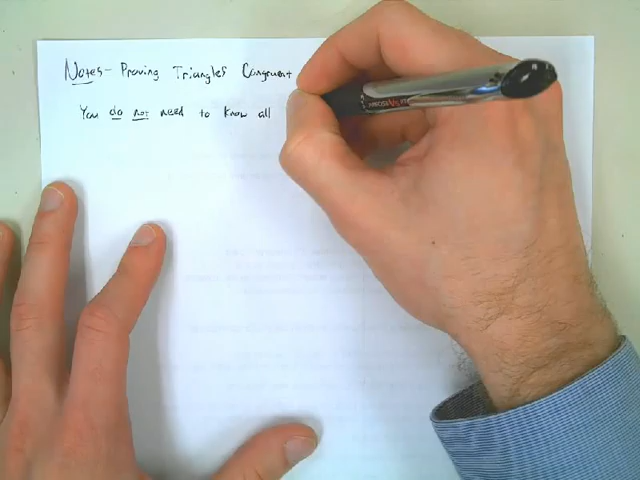 Notes - Proving Triangles Congruent
You do not need to know all